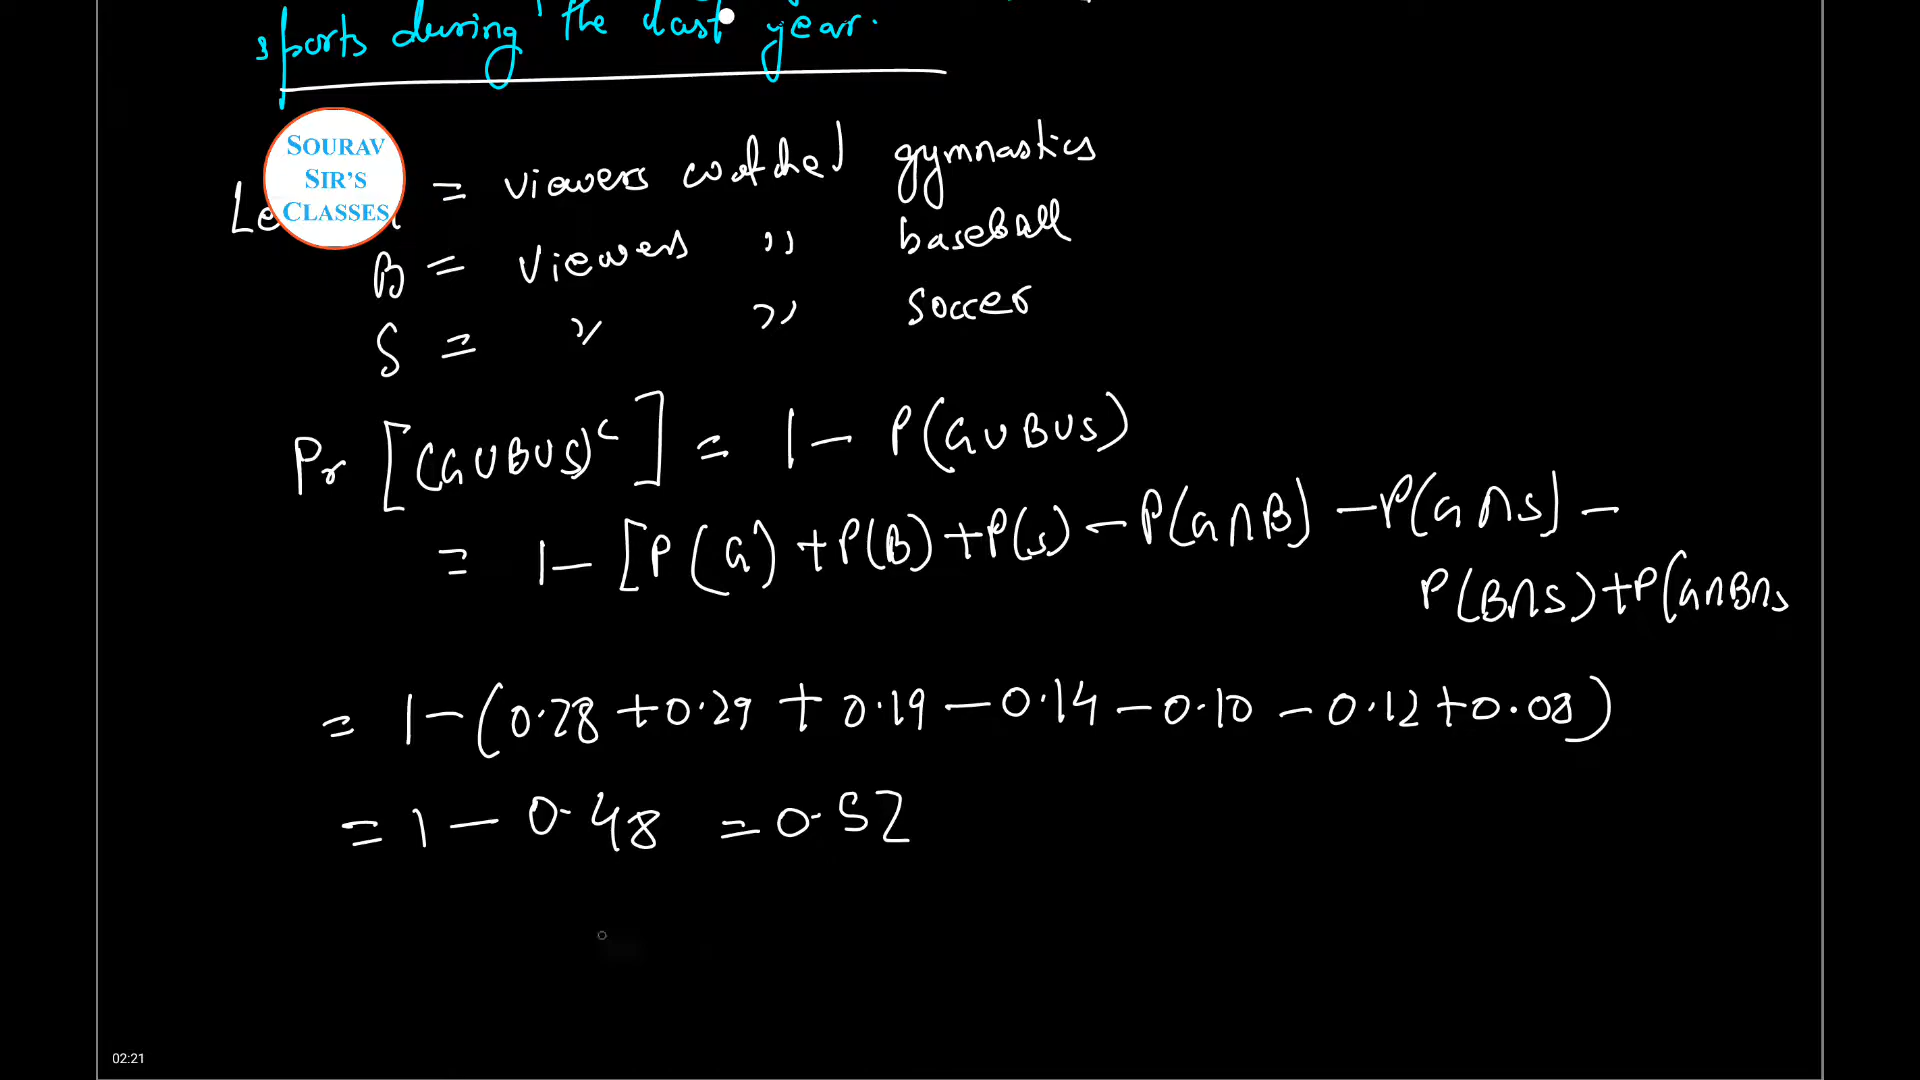 sports during the last year.
SOURAV
SIR'S
CLASSES
Le = viewers watched gymnastics
B = viewers " baseball
S = " " soccer
Pr [(G∪B∪S)ᶜ] = 1 - P(G∪B∪S)
= 1 - [P(G) + P(B) + P(S) - P(G∩B) - P(G∩S) -
P(B∩S) + P(G∩B∩S
= 1 - (0.28 + 0.29 + 0.19 - 0.14 - 0.10 - 0.12 + 0.08)
= 1 - 0.48 = 0.52
02:21